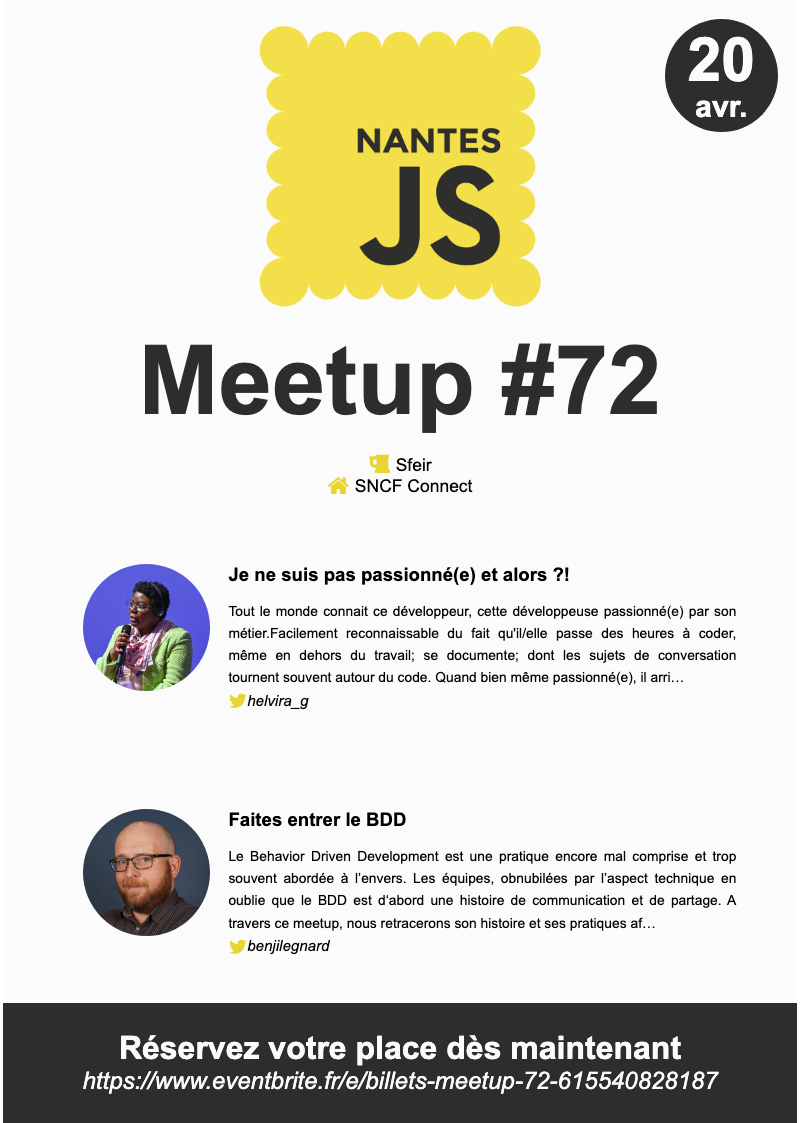 20
avr.
NANTES
JS
Meetup #72
Sfeir
SNCF Connect
Je ne suis pas passionné(e) et alors ?!
Tout le monde connait ce développeur, cette développeuse passionné(e) par son
métier.Facilement reconnaissable du fait qu'il/elle passe des heures à coder,
même en dehors du travail; se documente; dont les sujets de conversation
tournent souvent autour du code. Quand bien même passionné(e), il arri…
helvira_g
Faites entrer le BDD
Le Behavior Driven Development est une pratique encore mal comprise et trop
souvent abordée à l’envers. Les équipes, obnubilées par l’aspect technique en
oublie que le BDD est d‘abord une histoire de communication et de partage. A
travers ce meetup, nous retracerons son histoire et ses pratiques af…
benjilegnard
Réservez votre place dès maintenant
https://www.eventbrite.fr/e/billets-meetup-72-615540828187